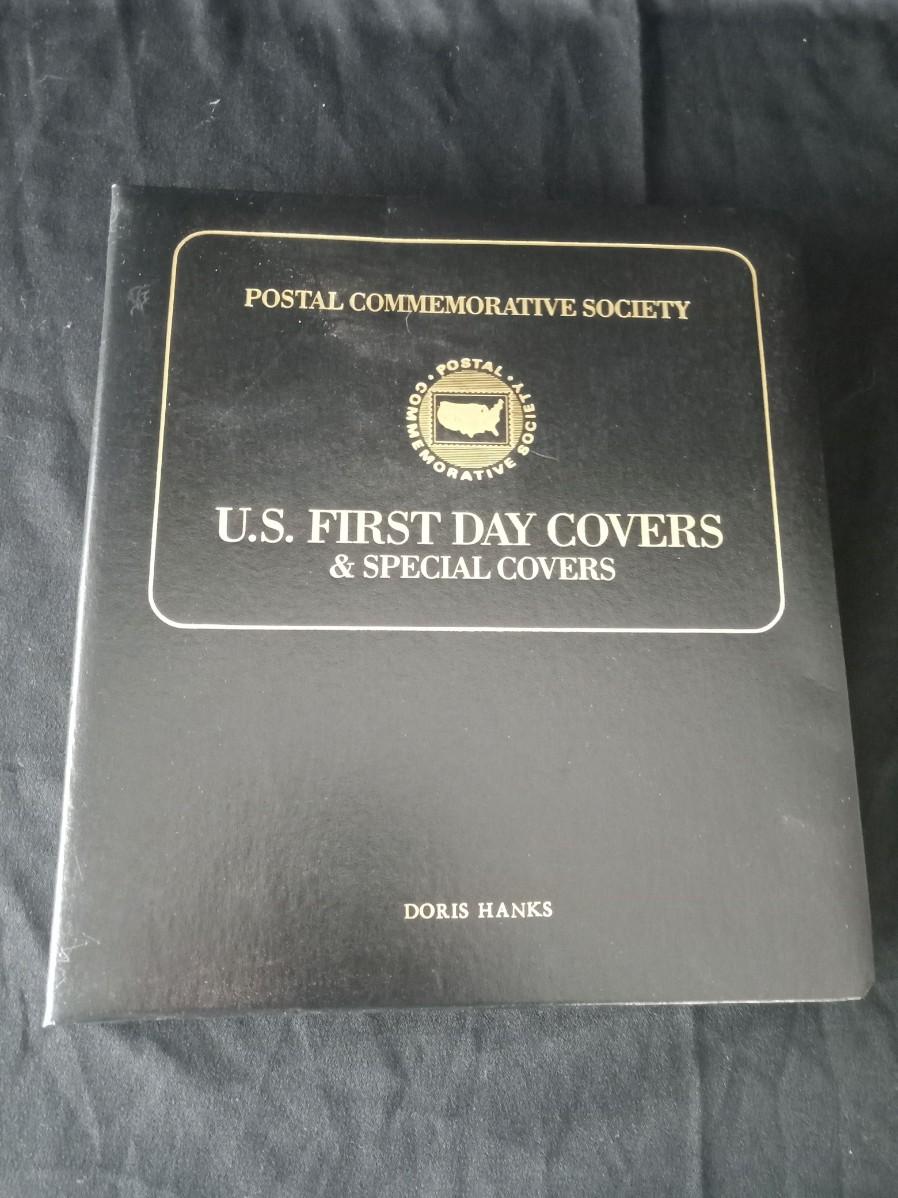 POSTAL COMMEMORATIVE SOCIETY
• POSTAL •
COMMEMORATIVE SOCIETY
U.S. FIRST DAY COVERS
& SPECIAL COVERS
DORIS HANKS